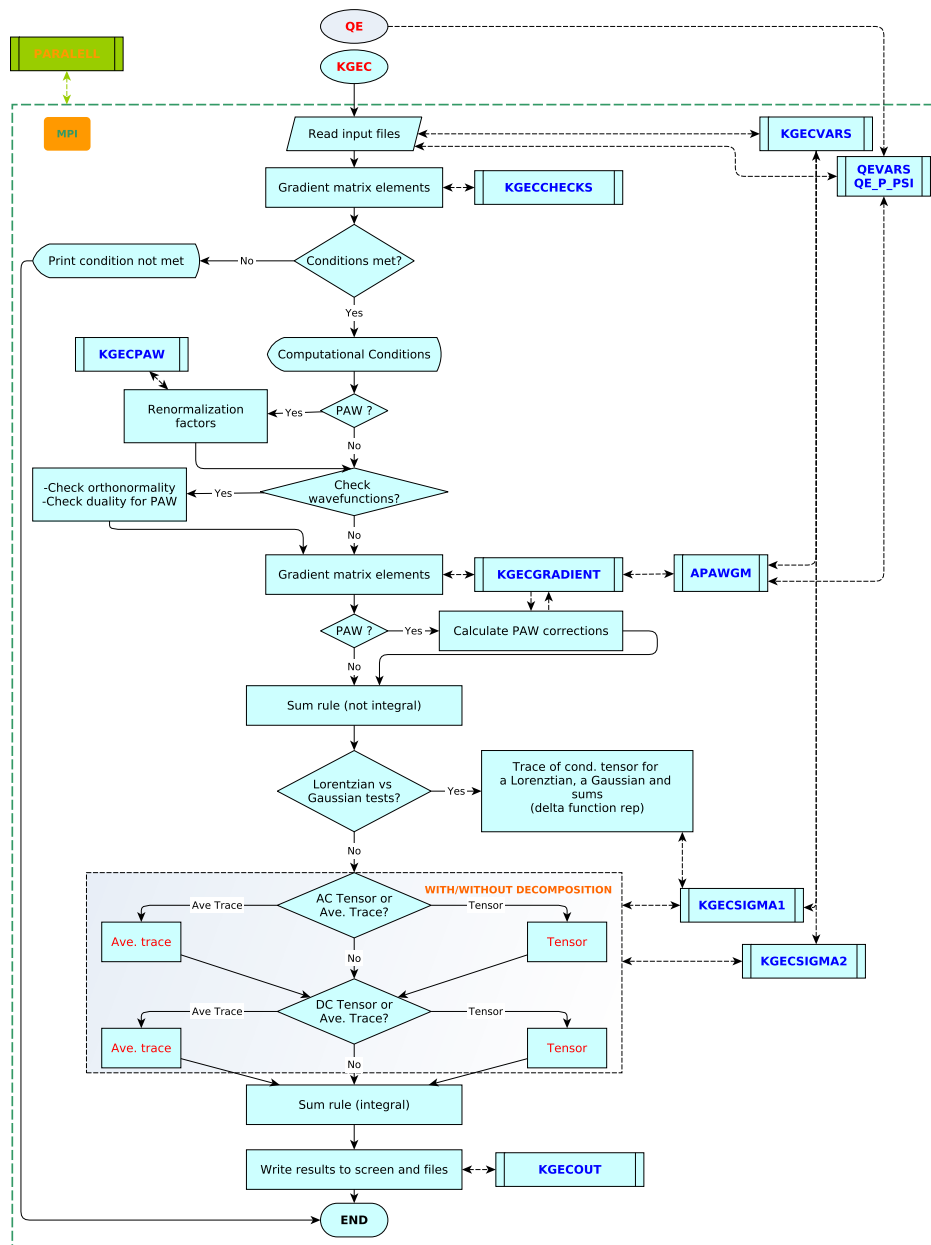 QE
PARALELL
KGEC
MPI
Read input files
KGECVARS
QEVARS
QE_P_PSI
Gradient matrix elements
KGECCHECKS
Print condition not met
No
Conditions met?
Yes
KGECPAW
Computational Conditions
Renormalization
factors
Yes
PAW ?
No
-Check orthonormality
-Check duality for PAW
Yes
Check
wavefunctions?
No
Gradient matrix elements
KGECGRADIENT
APAWGM
PAW ?
Yes
Calculate PAW corrections
No
Sum rule (not integral)
Lorentzian vs
Gaussian tests?
Yes
Trace of cond. tensor for
a Lorenztian, a Gaussian and
sums
(delta function rep)
No
WITH/WITHOUT DECOMPOSITION
Ave Trace
AC Tensor or
Ave. Trace?
Tensor
KGECSIGMA1
Ave. trace
Tensor
No
KGECSIGMA2
Ave Trace
DC Tensor or
Ave. Trace?
Tensor
Ave. trace
Tensor
No
Sum rule (integral)
Write results to screen and files
KGECOUT
END